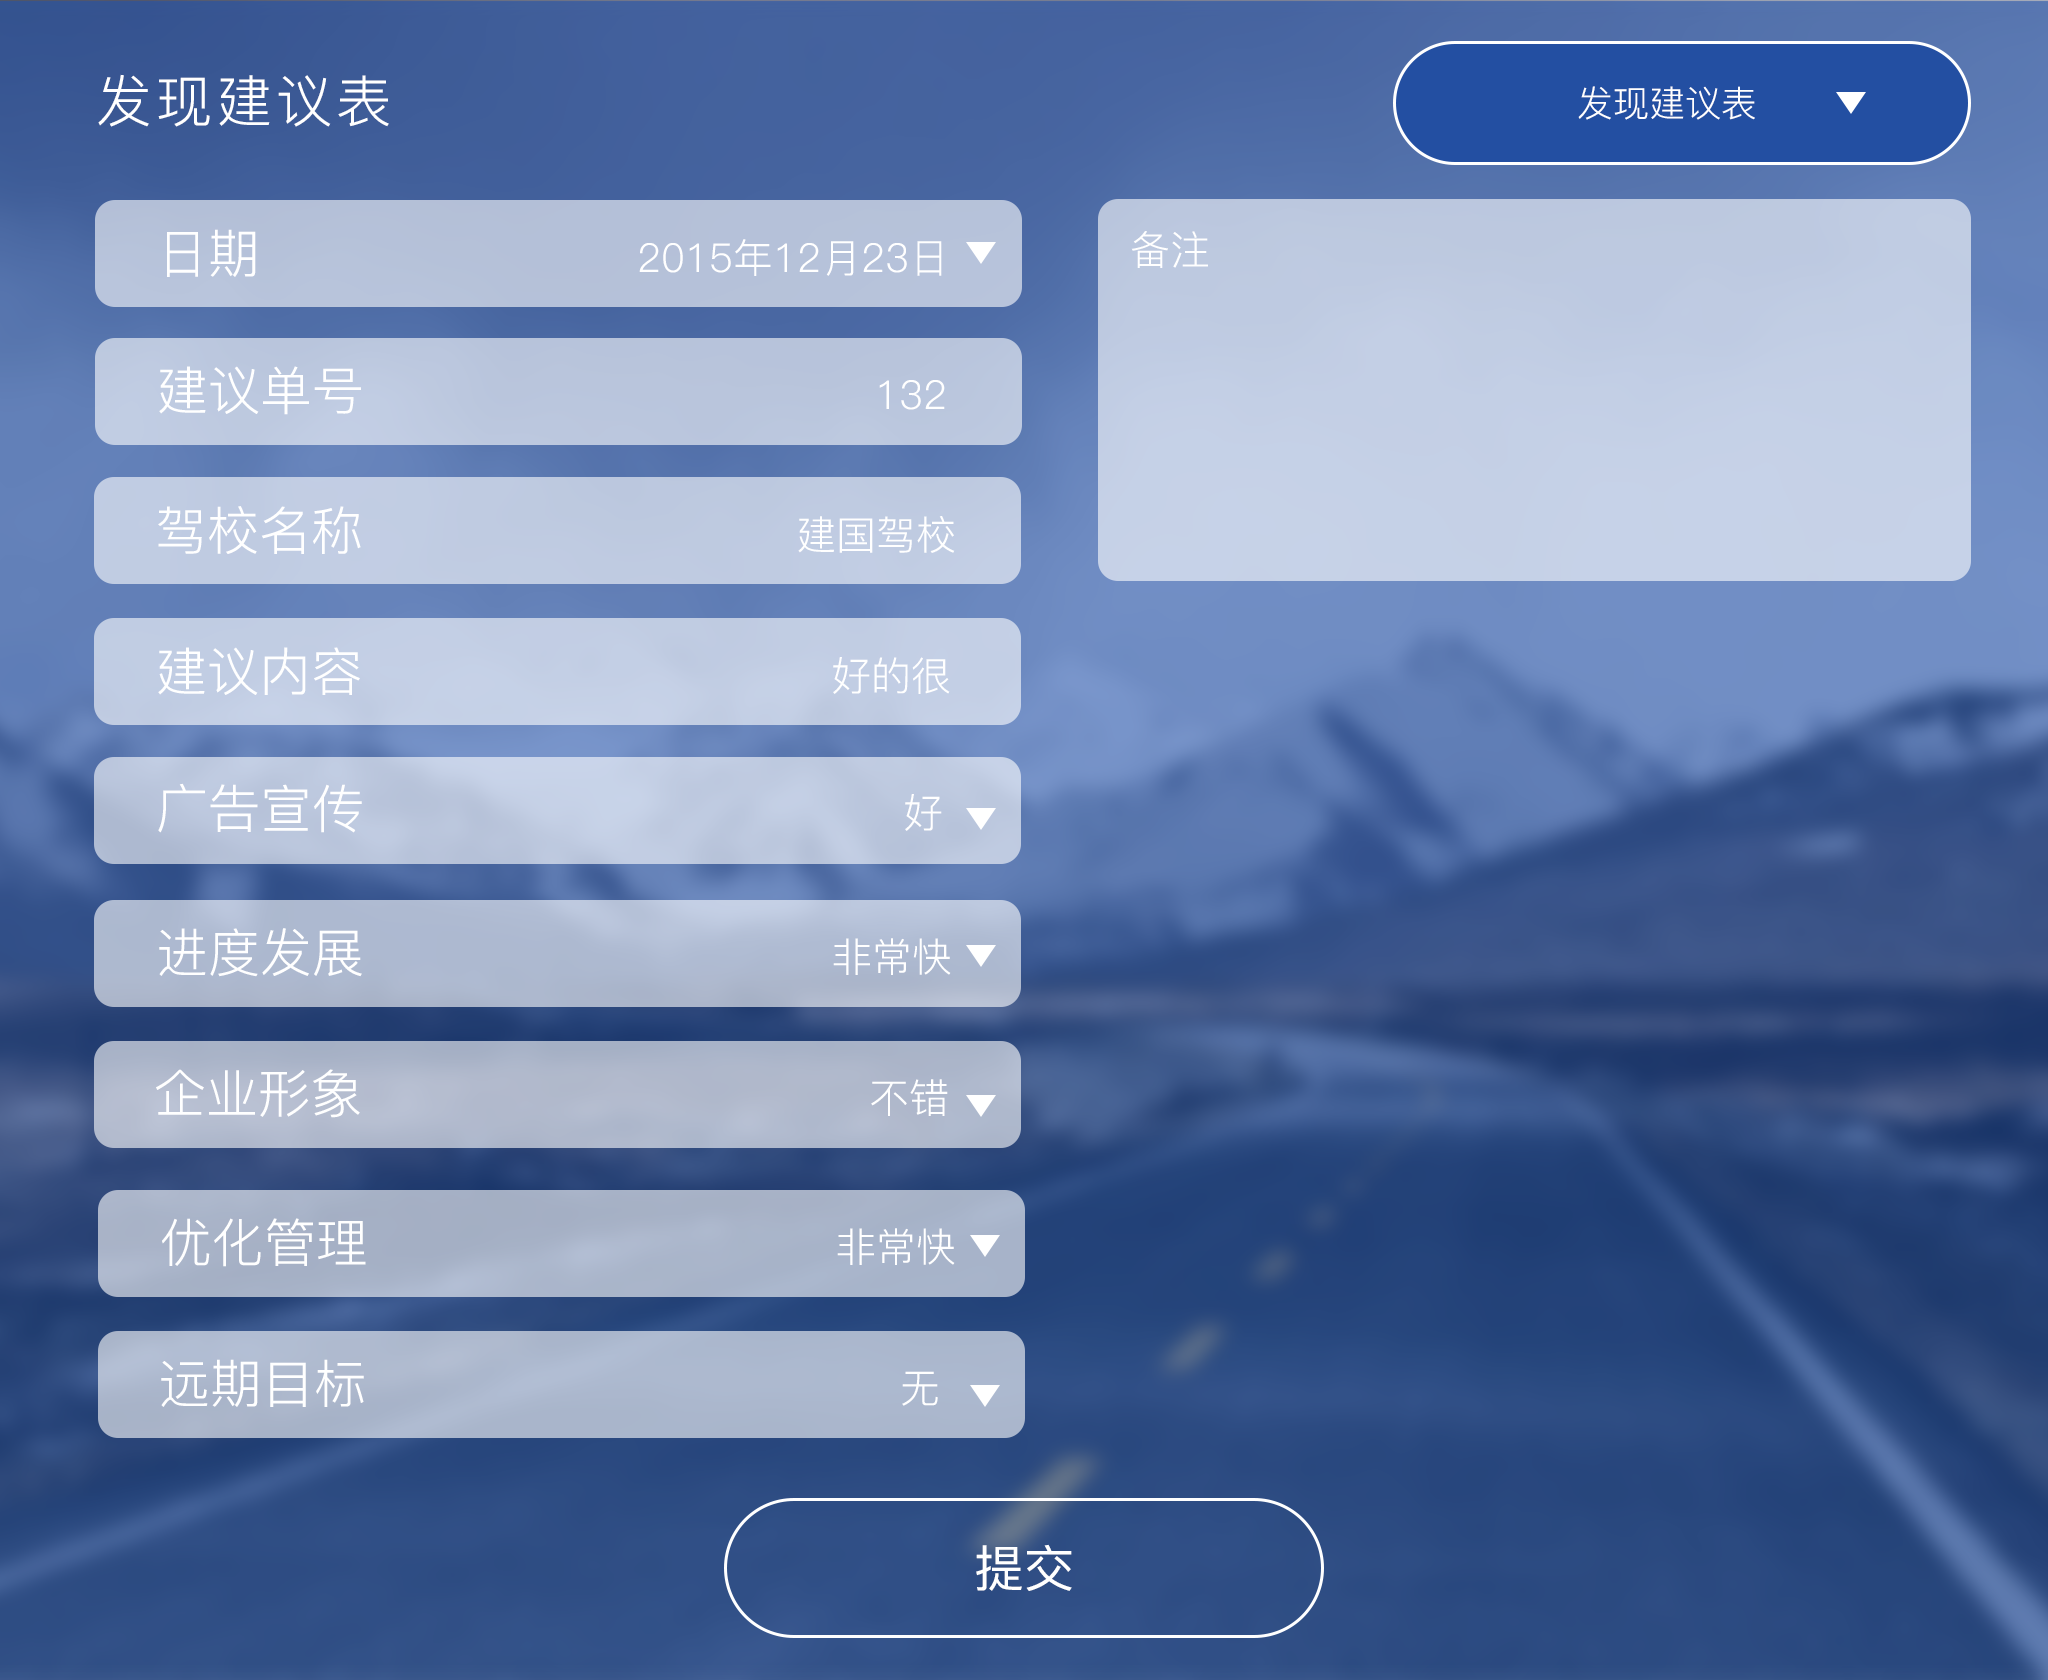 发现建议表
发现建议表
日期 2015年12月23日
备注
建议单号 132
驾校名称 建国驾校
建议内容 好的很
广告宣传 好
进度发展 非常快
企业形象 不错
优化管理 非常快
远期目标 无
提交